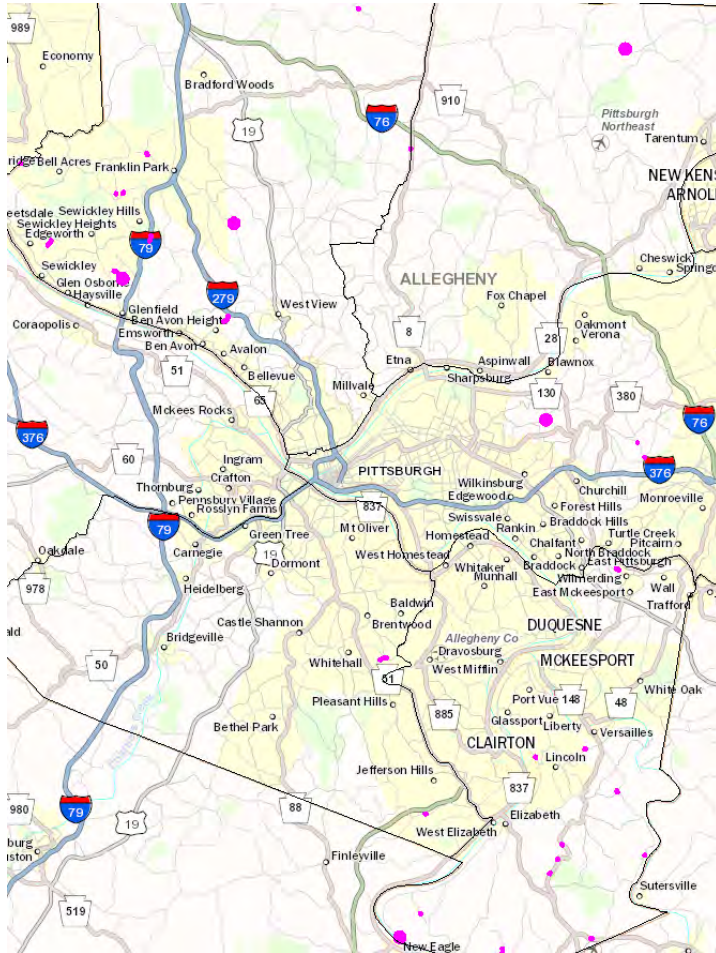 989
Economy
Bradford Woods
910
19
76
Pittsburgh
Northeast
Tarentum
Bell Acres
Franklin Park
NEW KENS
ARNOL
Sewickley Hills
Sewickley Heights
Edgeworth
79
Cheswick
Springd
Sewickley
Glen Osborne
Haysville
279
ALLEGHENY
Glenfield
West View
Fox Chapel
Ben Avon Heights
Coraopolis
Emsworth
Ben Avon
Avalon
8
28
Oakmont
Verona
51
Bellevue
Etna
Aspinwall
Blawnox
Sharpsburg
65
Millvale
130
380
Mckees Rocks
376
76
60
Ingram
Crafton
PITTSBURGH
376
Thornburg
Pennsbury Village
Rosslyn Farms
837
Wilkinsburg
Edgewood
Churchill
Monroeville
79
Green Tree
Mt Oliver
Swissvale
Forest Hills
Rankin
Braddock Hills
Homestead
Chalfant
Turtle Creek
Pitcairn
Oakdale
Carnegie
19
West Homestead
North Braddock
East Pittsburgh
Dormont
Whitaker
Braddock
Wilmerding
Wall
978
Heidelberg
Munhall
East Mckeesport
Trafford
Baldwin
Brentwood
Castle Shannon
DUQUESNE
ald
Bridgeville
Allegheny Co
50
Whitehall
Dravosburg
West Mifflin
MCKEESPORT
51
White Oak
Pleasant Hills
Port Vue
148
48
Bethel Park
885
Glassport
Liberty
Versailles
CLAIRTON
Lincoln
Jefferson Hills
837
980
79
19
88
West Elizabeth
Elizabeth
burg
uston
Finleyville
519
Sutersville
New Eagle